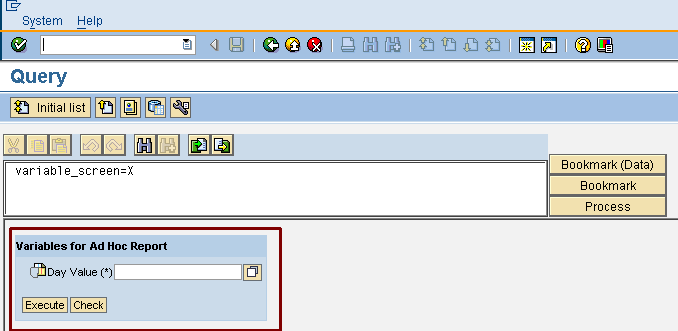 System Help
Query
Initial list
variable_screen=X
Bookmark (Data)
Bookmark
Process
Variables for Ad Hoc Report
Day Value (*)
Execute Check